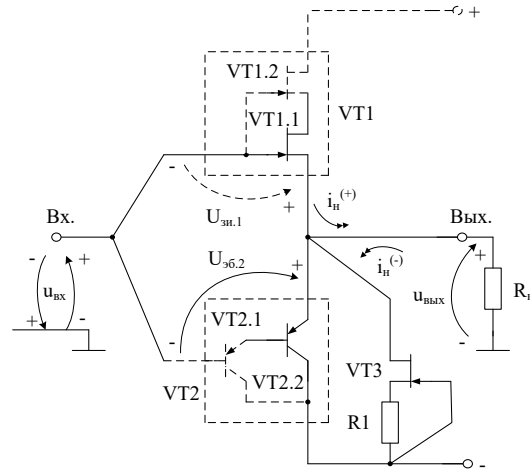 +
VT1.2
VT1
VT1.1
-
Uзи.1
+
iн(+)
Вх.
Вых.
Uэб.2
+
iн(-)
-
+
+
uвх
uвых
Rн
+
-
-
VT2.1
-
VT2
VT2.2
VT3
R1
-